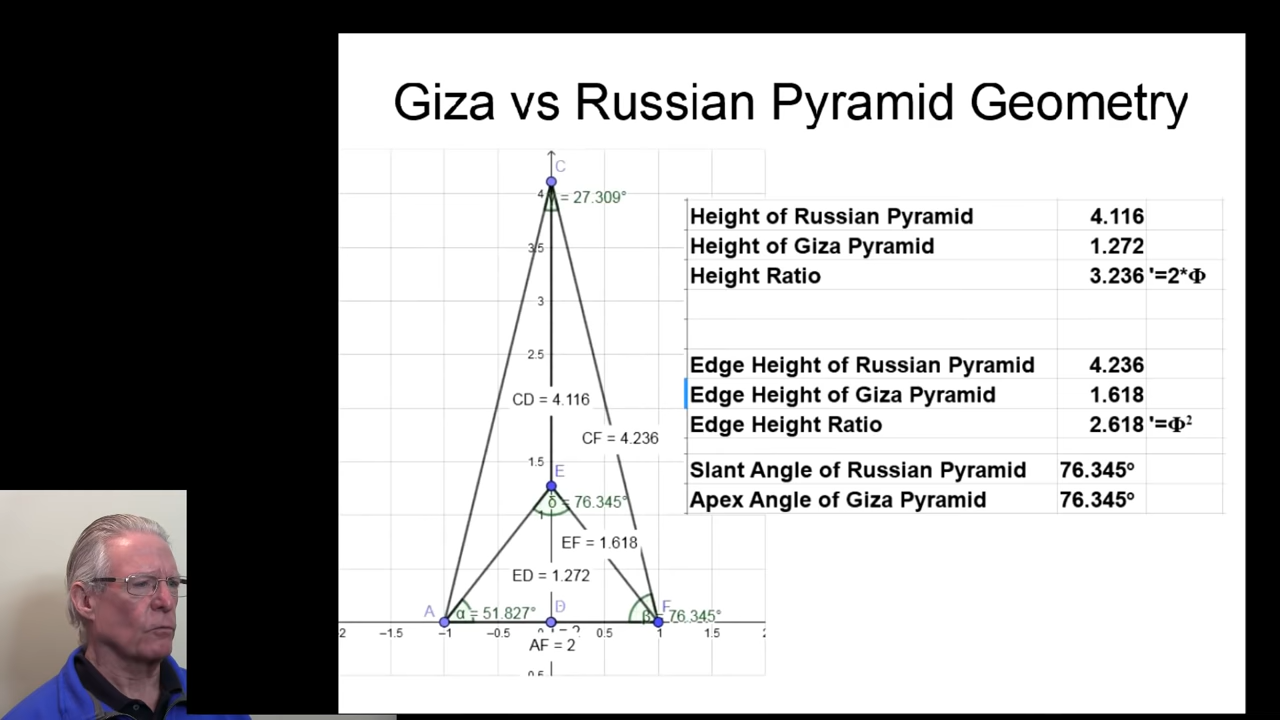 Giza vs Russian Pyramid Geometry
C
4
= 27.309°
3.5
3
2.5
CD = 4.116
CF = 4.236
1.5
E
δ = 76.345°
1
EF = 1.618
ED = 1.272
A
α = 51.827°
D
F
β = 76.345°
2
−1.5
−1
−0.5
0.5
1
1.5
2
AF = 2
0.5
Height of Russian Pyramid 4.116
Height of Giza Pyramid 1.272
Height Ratio 3.236 '=2*Φ
Edge Height of Russian Pyramid 4.236
Edge Height of Giza Pyramid 1.618
Edge Height Ratio 2.618 '=Φ²
Slant Angle of Russian Pyramid 76.345°
Apex Angle of Giza Pyramid 76.345°